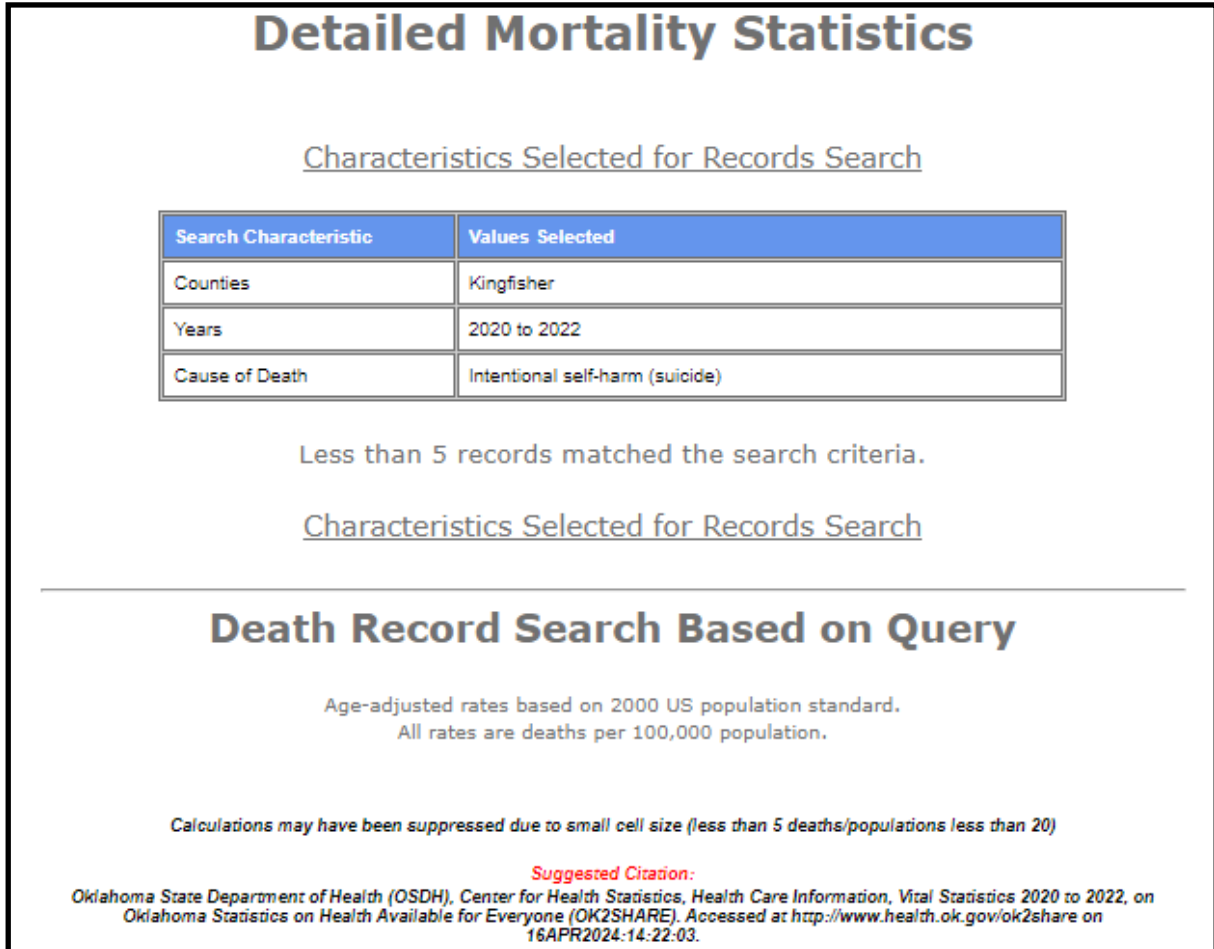 Detailed Mortality Statistics
Characteristics Selected for Records Search
Search Characteristic Values Selected
Counties Kingfisher
Years 2020 to 2022
Cause of Death Intentional self-harm (suicide)
Less than 5 records matched the search criteria.
Characteristics Selected for Records Search
Death Record Search Based on Query
Age-adjusted rates based on 2000 US population standard.
All rates are deaths per 100,000 population.
Calculations may have been suppressed due to small cell size (less than 5 deaths/populations less than 20)
Suggested Citation:
Oklahoma State Department of Health (OSDH), Center for Health Statistics, Health Care Information, Vital Statistics 2020 to 2022, on
Oklahoma Statistics on Health Available for Everyone (OK2SHARE). Accessed at http://www.health.ok.gov/ok2share on
16APR2024:14:22:03.